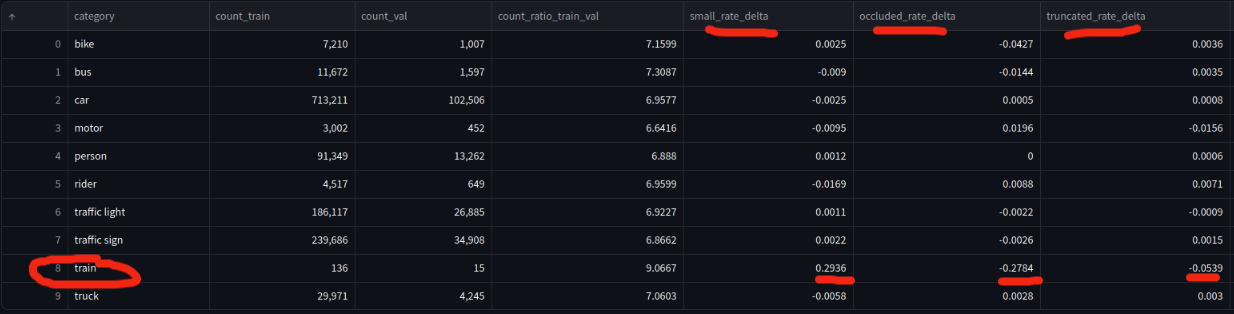 ↑ category count_train count_val count_ratio_train_val small_rate_delta occluded_rate_delta truncated_rate_delta
0 bike 7,210 1,007 7.1599 0.0025 -0.0427 0.0036
1 bus 11,672 1,597 7.3087 -0.009 -0.0144 0.0035
2 car 713,211 102,506 6.9577 -0.0025 0.0005 0.0008
3 motor 3,002 452 6.6416 -0.0095 0.0196 -0.0156
4 person 91,349 13,262 6.888 0.0012 0 0.0006
5 rider 4,517 649 6.9599 -0.0169 0.0088 0.0071
6 traffic light 186,117 26,885 6.9227 0.0011 -0.0022 -0.0009
7 traffic sign 239,686 34,908 6.8662 0.0022 -0.0026 0.0015
8 train 136 15 9.0667 0.2936 -0.2784 -0.0539
9 truck 29,971 4,245 7.0603 -0.0058 0.0028 0.003